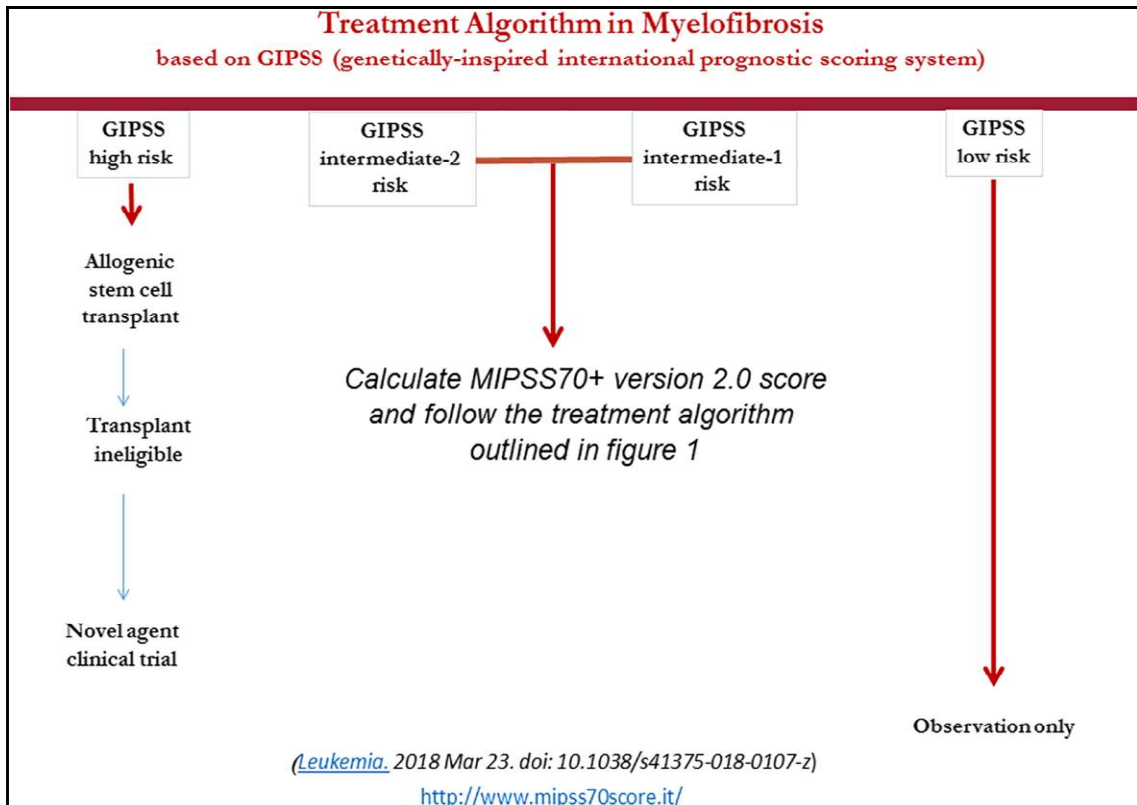 Treatment Algorithm in Myelofibrosis
based on GIPSS (genetically-inspired international prognostic scoring system)
GIPSS
high risk
GIPSS
intermediate-2
risk
GIPSS
intermediate-1
risk
GIPSS
low risk
Allogenic
stem cell
transplant
Transplant
ineligible
Novel agent
clinical trial
Calculate MIPSS70+ version 2.0 score
and follow the treatment algorithm
outlined in figure 1
Observation only
(Leukemia. 2018 Mar 23. doi: 10.1038/s41375-018-0107-z)
http://www.mipss70score.it/